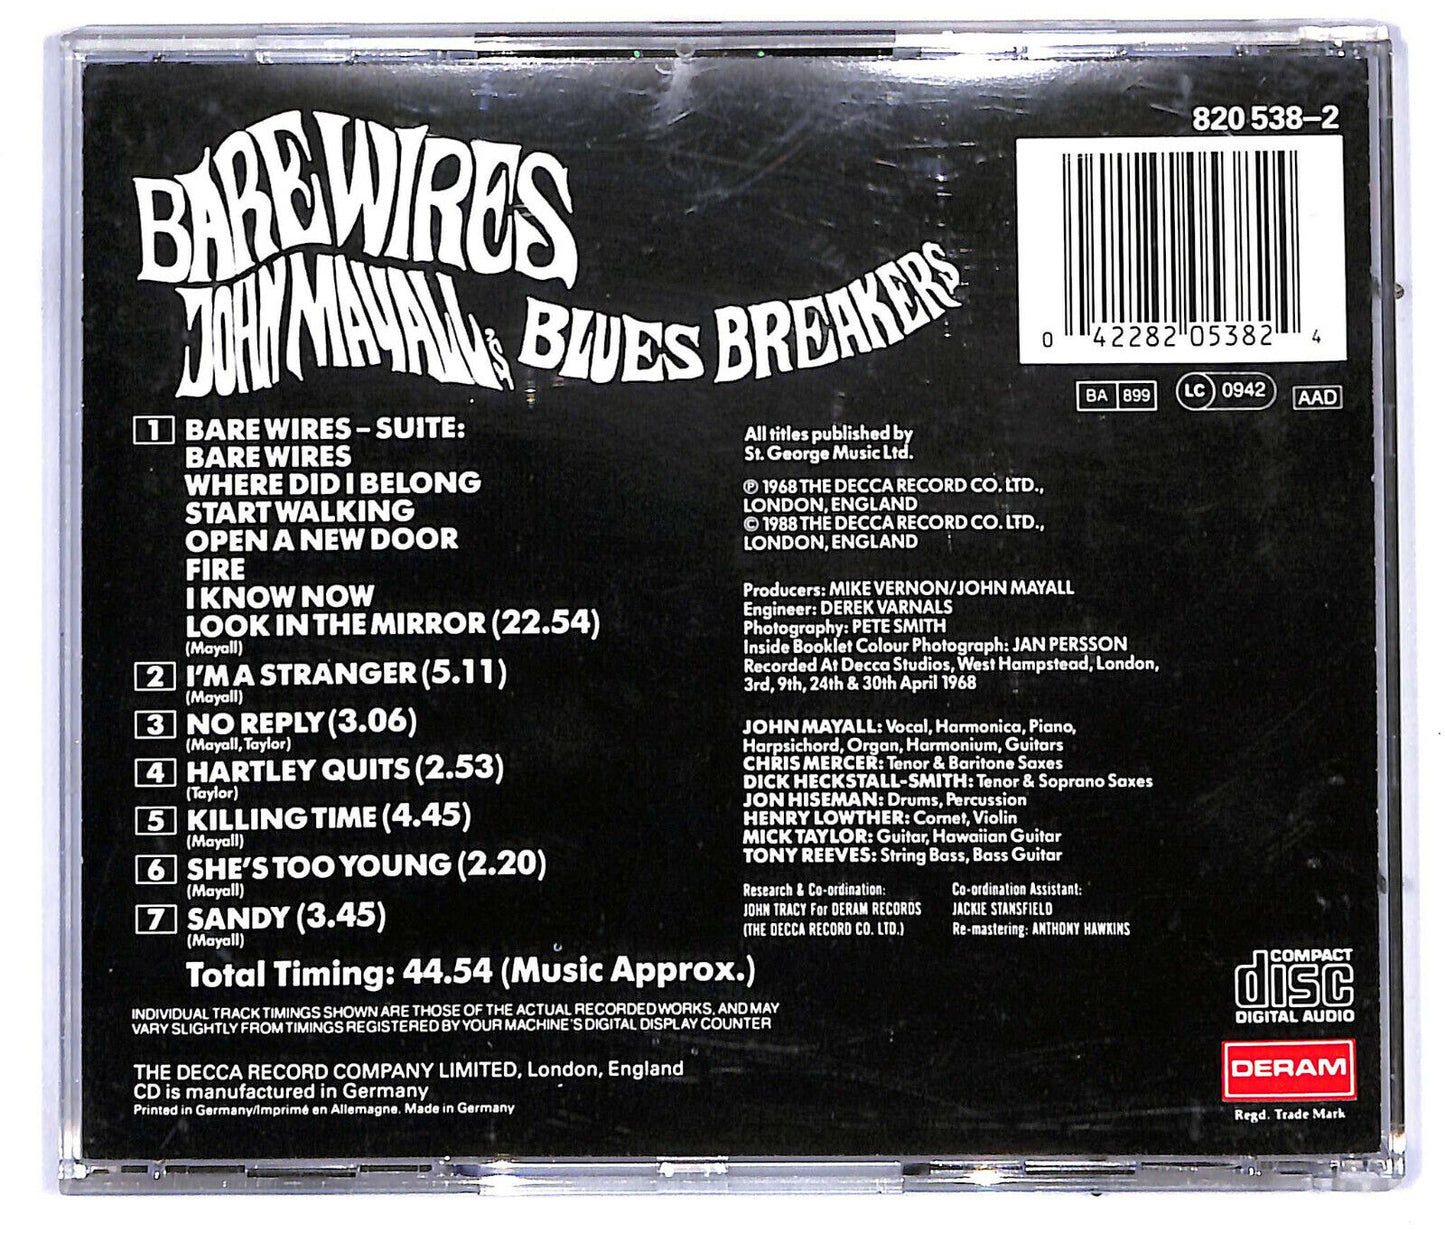 820 538–2
BARE WIRES
JOHN MAYALL'S BLUES BREAKERS
0 42282 05382 4
BA 899 LC 0942 AAD
1 BARE WIRES – SUITE:
BARE WIRES
WHERE DID I BELONG
START WALKING
OPEN A NEW DOOR
FIRE
I KNOW NOW
LOOK IN THE MIRROR (22.54)
(Mayall)
2 I'M A STRANGER (5.11)
(Mayall)
3 NO REPLY (3.06)
(Mayall, Taylor)
4 HARTLEY QUITS (2.53)
(Taylor)
5 KILLING TIME (4.45)
(Mayall)
6 SHE'S TOO YOUNG (2.20)
(Mayall)
7 SANDY (3.45)
(Mayall)
Total Timing: 44.54 (Music Approx.)
INDIVIDUAL TRACK TIMINGS SHOWN ARE THOSE OF THE ACTUAL RECORDED WORKS, AND MAY
VARY SLIGHTLY FROM TIMINGS REGISTERED BY YOUR MACHINE'S DIGITAL DISPLAY COUNTER
THE DECCA RECORD COMPANY LIMITED, London, England
CD is manufactured in Germany
Printed in Germany/Imprimé en Allemagne. Made in Germany
All titles published by
St. George Music Ltd.
℗ 1968 THE DECCA RECORD CO. LTD.,
LONDON, ENGLAND
© 1988 THE DECCA RECORD CO. LTD.,
LONDON, ENGLAND
Producers: MIKE VERNON/JOHN MAYALL
Engineer: DEREK VARNALS
Photography: PETE SMITH
Inside Booklet Colour Photograph: JAN PERSSON
Recorded At Decca Studios, West Hampstead, London,
3rd, 9th, 24th & 30th April 1968
JOHN MAYALL: Vocal, Harmonica, Piano,
Harpsichord, Organ, Harmonium, Guitars
CHRIS MERCER: Tenor & Baritone Saxes
DICK HECKSTALL-SMITH: Tenor & Soprano Saxes
JON HISEMAN: Drums, Percussion
HENRY LOWTHER: Cornet, Violin
MICK TAYLOR: Guitar, Hawaiian Guitar
TONY REEVES: String Bass, Bass Guitar
Research & Co-ordination:
JOHN TRACY For DERAM RECORDS
(THE DECCA RECORD CO. LTD.)
Co-ordination Assistant:
JACKIE STANSFIELD
Re-mastering: ANTHONY HAWKINS
COMPACT
disc
DIGITAL AUDIO
DERAM
Regd. Trade Mark